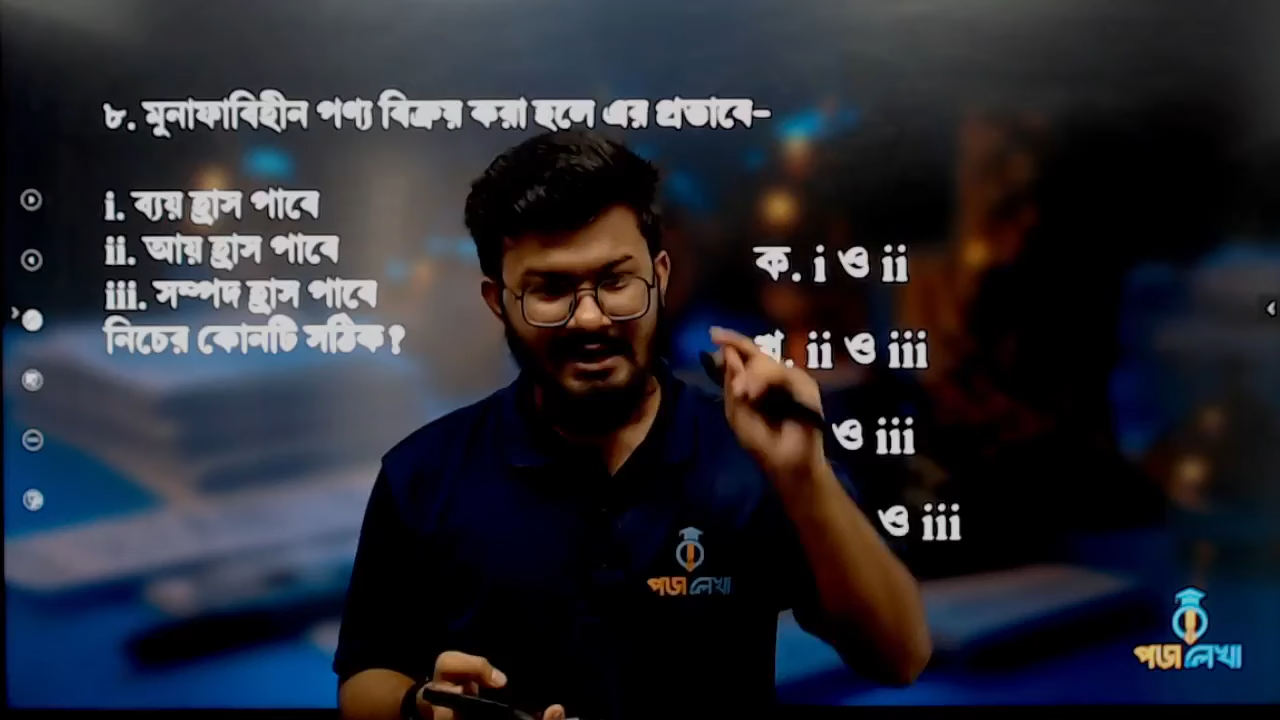 ৮. মুনাফাবিহীন পণ্য বিক্রয় করা হলে এর প্রভাবে-
i. ব্যয় হ্রাস পাবে
ii. আয় হ্রাস পাবে
iii. সম্পদ হ্রাস পাবে
নিচের কোনটি সঠিক?
ক. i ও ii
খ. ii ও iii
ও iii
ও iii
পড়া লেখা
পড়া লেখা